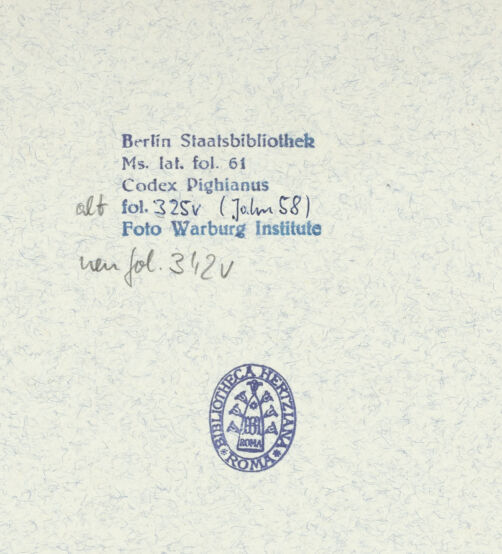 Berlin Staatsbibliothek
Ms. lat. fol. 61
Codex Pighianus
alt fol. 325v (Jahn 58)
Foto Warburg Institute
neu fol. 342v
BIBLIOTHECA HERTZIANA
ROMA
ROMA